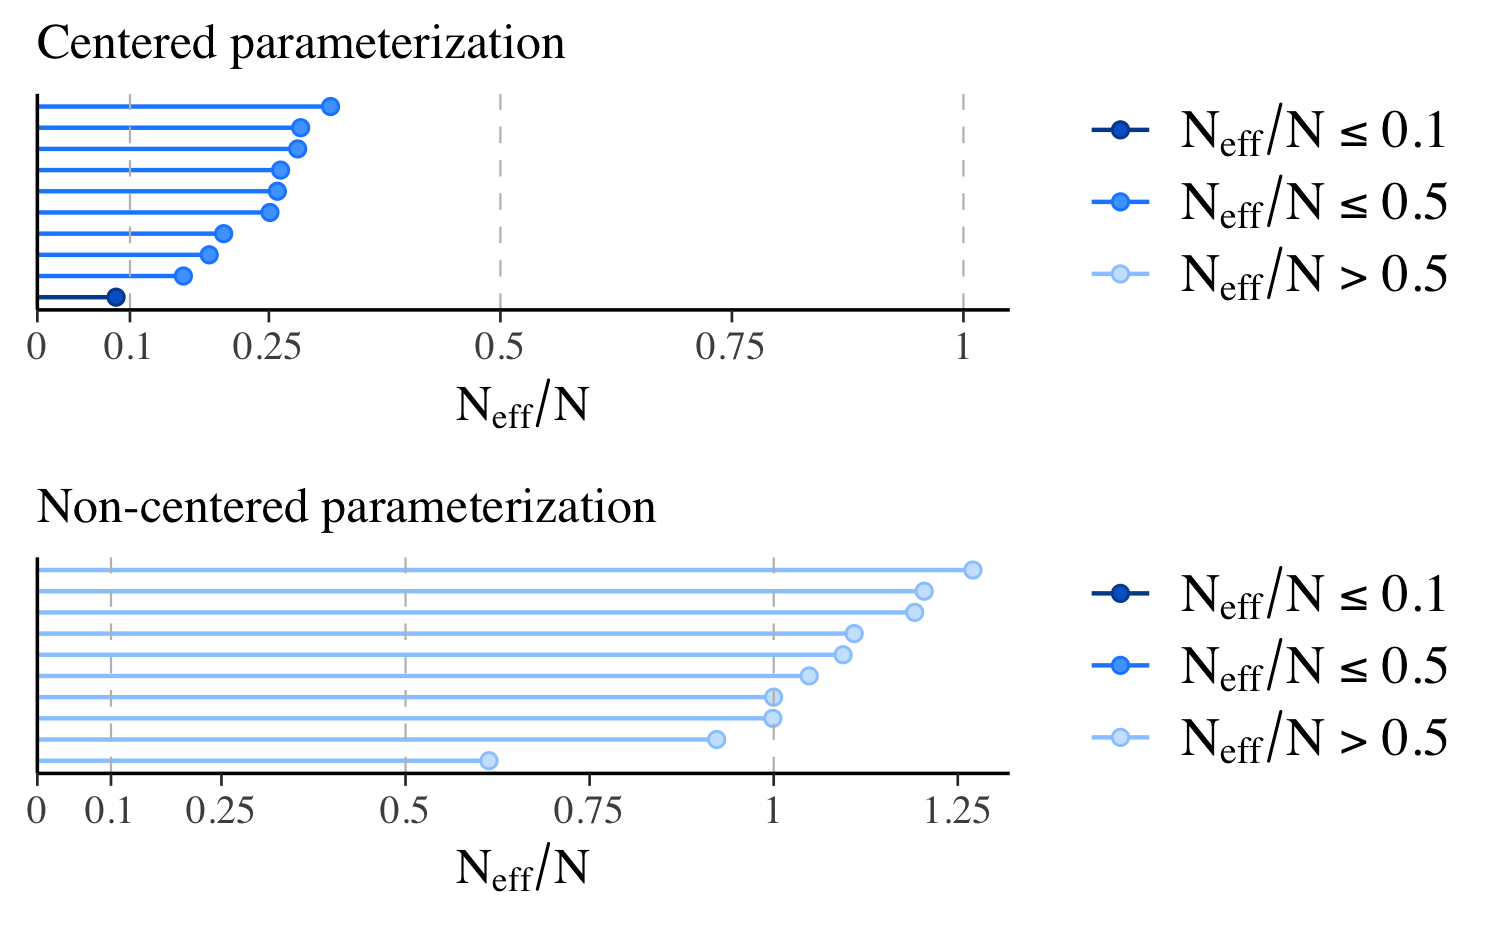 Centered parameterization
Neff/N ≤ 0.1
Neff/N ≤ 0.5
Neff/N > 0.5
0 0.1 0.25 0.5 0.75 1
Neff/N
Non-centered parameterization
Neff/N ≤ 0.1
Neff/N ≤ 0.5
Neff/N > 0.5
0 0.1 0.25 0.5 0.75 1 1.25
Neff/N